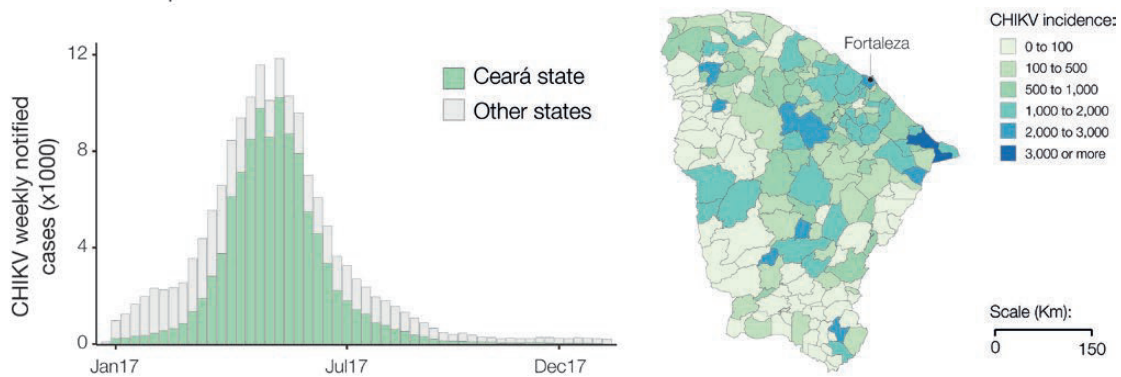 CHIKV weekly notified
cases (x1000)
12
8
4
0
Jan17
Jul17
Dec17
Ceará state
Other states
Fortaleza
CHIKV incidence:
0 to 100
100 to 500
500 to 1,000
1,000 to 2,000
2,000 to 3,000
3,000 or more
Scale (Km):
0
150